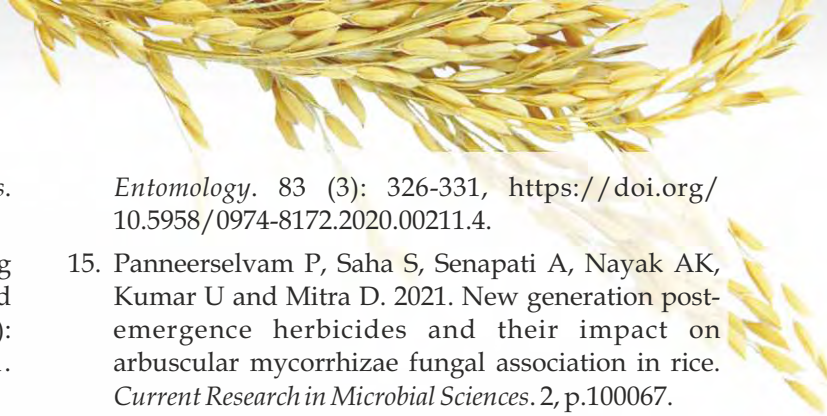 s.
g
d
):
.
Entomology. 83 (3): 326-331, https://doi.org/
10.5958/0974-8172.2020.00211.4.
15. Panneerselvam P, Saha S, Senapati A, Nayak AK,
Kumar U and Mitra D. 2021. New generation post-
emergence herbicides and their impact on
arbuscular mycorrhizae fungal association in rice.
Current Research in Microbial Sciences. 2, p.100067.